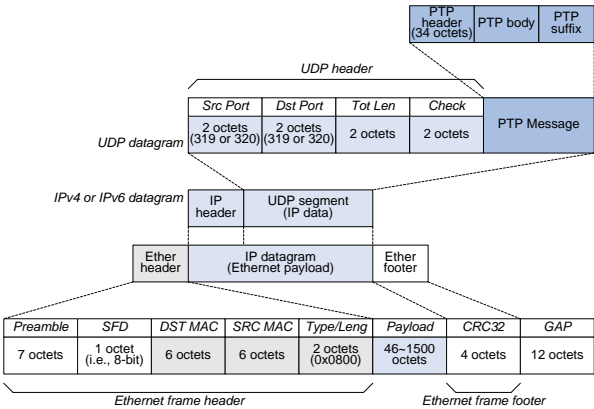 PTP header (34 octets)
PTP body
PTP suffix
UDP header
Src Port
Dst Port
Tot Len
Check
UDP datagram
2 octets (319 or 320)
2 octets (319 or 320)
2 octets
2 octets
PTP Message
IPv4 or IPv6 datagram
IP header
UDP segment (IP data)
Ether header
IP datagram (Ethernet payload)
Ether footer
Preamble
SFD
DST MAC
SRC MAC
Type/Leng
Payload
CRC32
GAP
7 octets
1 octet (i.e., 8-bit)
6 octets
6 octets
2 octets (0x0800)
46~1500 octets
4 octets
12 octets
Ethernet frame header
Ethernet frame footer